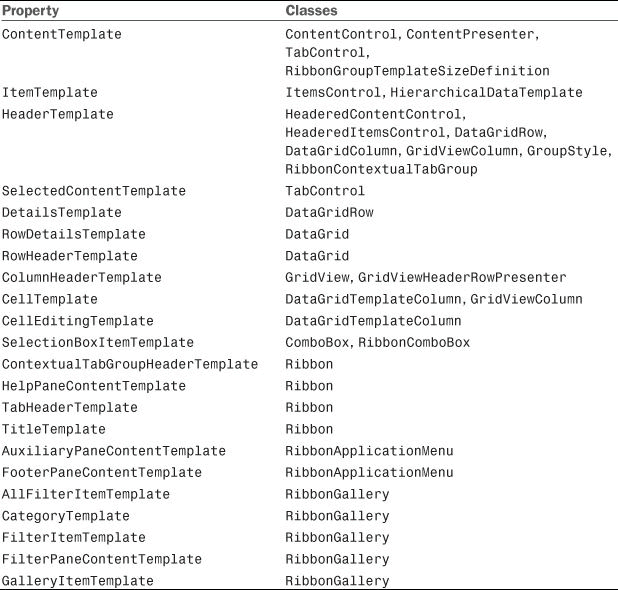 Property Classes
ContentTemplate ContentControl, ContentPresenter,
TabControl,
RibbonGroupTemplateSizeDefinition
ItemTemplate ItemsControl, HierarchicalDataTemplate
HeaderTemplate HeaderedContentControl,
HeaderedItemsControl, DataGridRow,
DataGridColumn, GridViewColumn, GroupStyle,
RibbonContextualTabGroup
SelectedContentTemplate TabControl
DetailsTemplate DataGridRow
RowDetailsTemplate DataGrid
RowHeaderTemplate DataGrid
ColumnHeaderTemplate GridView, GridViewHeaderRowPresenter
CellTemplate DataGridTemplateColumn, GridViewColumn
CellEditingTemplate DataGridTemplateColumn
SelectionBoxItemTemplate ComboBox, RibbonComboBox
ContextualTabGroupHeaderTemplate Ribbon
HelpPaneContentTemplate Ribbon
TabHeaderTemplate Ribbon
TitleTemplate Ribbon
AuxiliaryPaneContentTemplate RibbonApplicationMenu
FooterPaneContentTemplate RibbonApplicationMenu
AllFilterItemTemplate RibbonGallery
CategoryTemplate RibbonGallery
FilterItemTemplate RibbonGallery
FilterPaneContentTemplate RibbonGallery
GalleryItemTemplate RibbonGallery